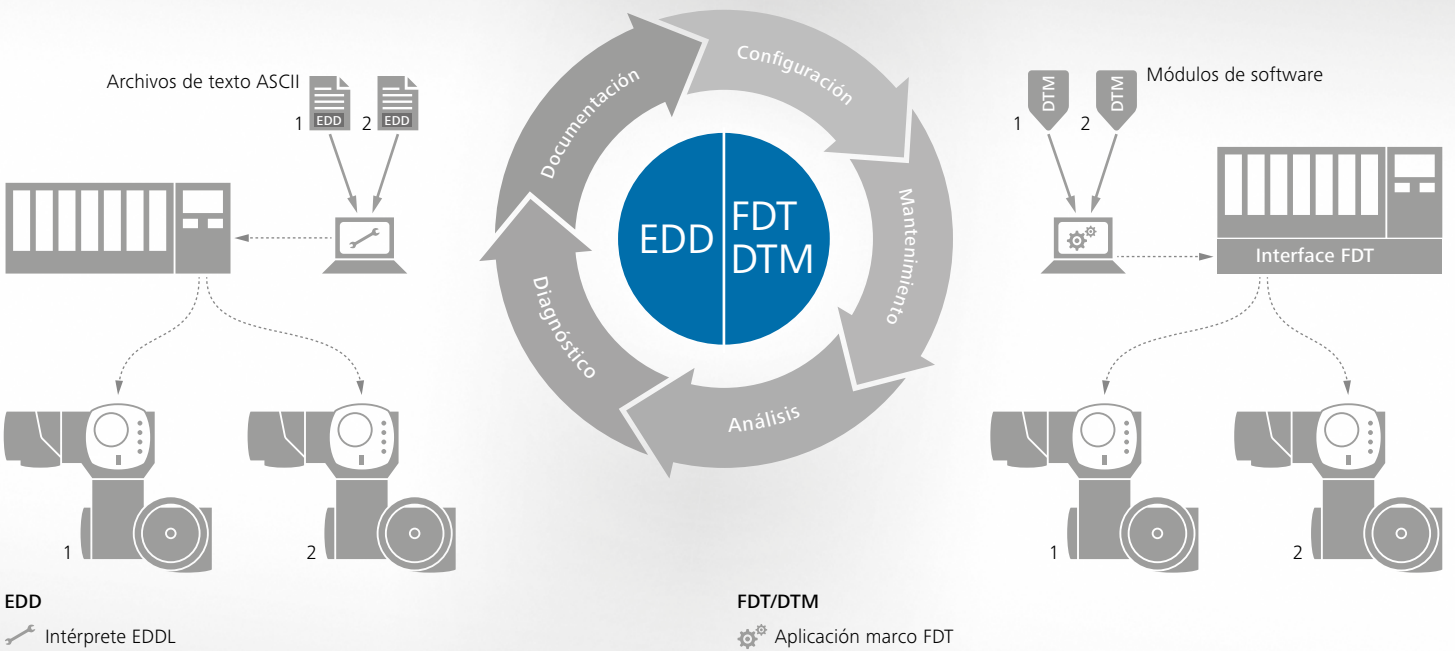 Archivos de texto ASCII
1
EDD
2
EDD
1
2
EDD
Intérprete EDDL
Configuración
Mantenimiento
Análisis
Diagnóstico
Documentación
EDD
FDT
DTM
Módulos de software
1
DTM
2
DTM
Interface FDT
1
2
FDT/DTM
Aplicación marco FDT